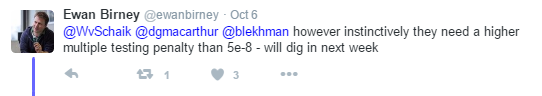 Ewan Birney @ewanbirney · Oct 6
@WvSchaik @dgmacarthur @blekhman however instinctively they need a higher
multiple testing penalty than 5e-8 - will dig in next week
1 3